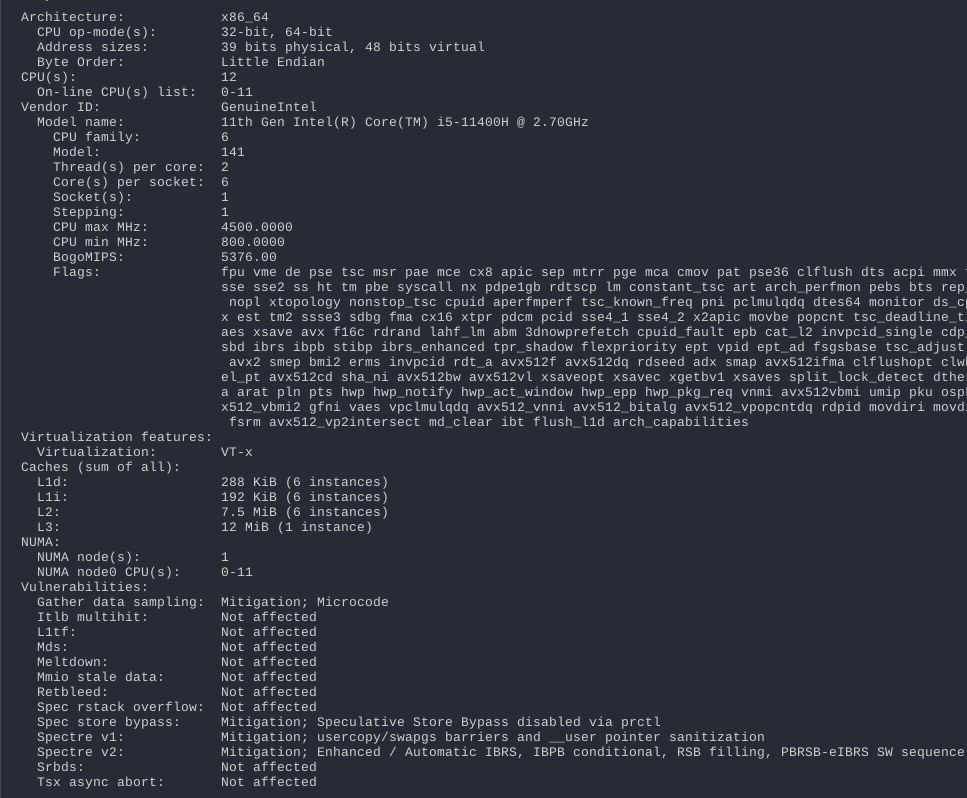 Architecture: x86_64
CPU op-mode(s): 32-bit, 64-bit
Address sizes: 39 bits physical, 48 bits virtual
Byte Order: Little Endian
CPU(s): 12
On-line CPU(s) list: 0-11
Vendor ID: GenuineIntel
Model name: 11th Gen Intel(R) Core(TM) i5-11400H @ 2.70GHz
CPU family: 6
Model: 141
Thread(s) per core: 2
Core(s) per socket: 6
Socket(s): 1
Stepping: 1
CPU max MHz: 4500.0000
CPU min MHz: 800.0000
BogoMIPS: 5376.00
Flags: fpu vme de pse tsc msr pae mce cx8 apic sep mtrr pge mca cmov pat pse36 clflush dts acpi mmx
sse sse2 ss ht tm pbe syscall nx pdpe1gb rdtscp lm constant_tsc art arch_perfmon pebs bts rep_
nopl xtopology nonstop_tsc cpuid aperfmperf tsc_known_freq pni pclmulqdq dtes64 monitor ds_cp
x est tm2 ssse3 sdbg fma cx16 xtpr pdcm pcid sse4_1 sse4_2 x2apic movbe popcnt tsc_deadline_ti
aes xsave avx f16c rdrand lahf_lm abm 3dnowprefetch cpuid_fault epb cat_l2 invpcid_single cdp_
sbd ibrs ibpb stibp ibrs_enhanced tpr_shadow flexpriority ept vpid ept_ad fsgsbase tsc_adjust
avx2 smep bmi2 erms invpcid rdt_a avx512f avx512dq rdseed adx smap avx512ifma clflushopt clwb
el_pt avx512cd sha_ni avx512bw avx512vl xsaveopt xsavec xgetbv1 xsaves split_lock_detect dthe
a arat pln pts hwp hwp_notify hwp_act_window hwp_epp hwp_pkg_req vnmi avx512vbmi umip pku ospk
x512_vbmi2 gfni vaes vpclmulqdq avx512_vnni avx512_bitalg avx512_vpopcntdq rdpid movdiri movdi
fsrm avx512_vp2intersect md_clear ibt flush_l1d arch_capabilities
Virtualization features:
Virtualization: VT-x
Caches (sum of all):
L1d: 288 KiB (6 instances)
L1i: 192 KiB (6 instances)
L2: 7.5 MiB (6 instances)
L3: 12 MiB (1 instance)
NUMA:
NUMA node(s): 1
NUMA node0 CPU(s): 0-11
Vulnerabilities:
Gather data sampling: Mitigation; Microcode
Itlb multihit: Not affected
L1tf: Not affected
Mds: Not affected
Meltdown: Not affected
Mmio stale data: Not affected
Retbleed: Not affected
Spec rstack overflow: Not affected
Spec store bypass: Mitigation; Speculative Store Bypass disabled via prctl
Spectre v1: Mitigation; usercopy/swapgs barriers and __user pointer sanitization
Spectre v2: Mitigation; Enhanced / Automatic IBRS, IBPB conditional, RSB filling, PBRSB-eIBRS SW sequence
Srbds: Not affected
Tsx async abort: Not affected